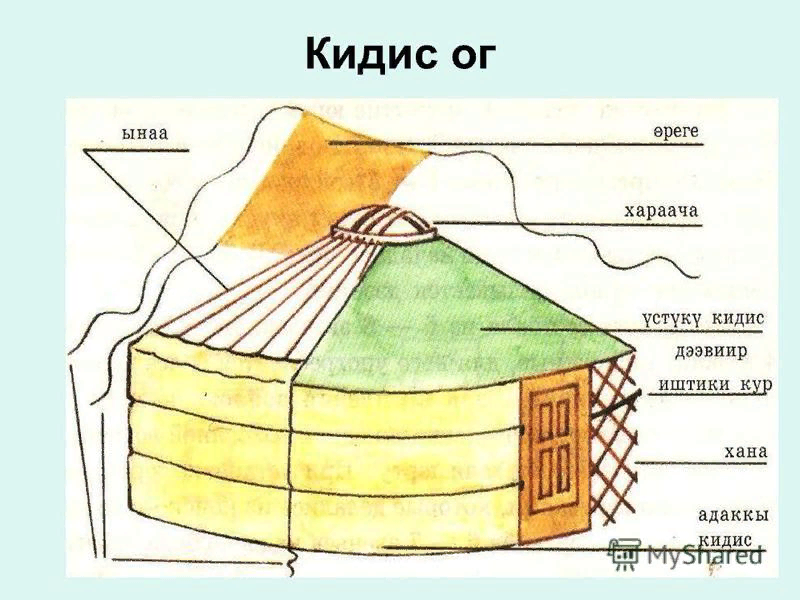 Кидис ог
ынаа
өреге
хараача
үстүкү кидис
дээвиир
иштики кур
хана
адаккы
кидис
MyShared